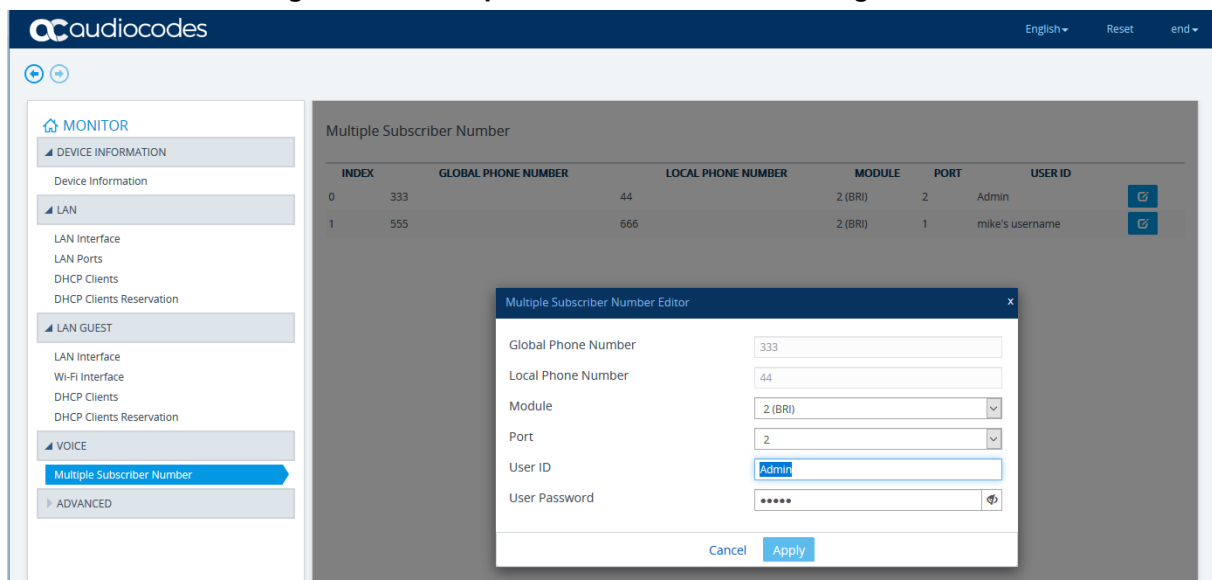 audiocodes
English
Reset
end
MONITOR
DEVICE INFORMATION
Device Information
LAN
LAN Interface
LAN Ports
DHCP Clients
DHCP Clients Reservation
LAN GUEST
LAN Interface
Wi-Fi Interface
DHCP Clients
DHCP Clients Reservation
VOICE
Multiple Subscriber Number
ADVANCED
Multiple Subscriber Number
INDEX GLOBAL PHONE NUMBER LOCAL PHONE NUMBER MODULE PORT USER ID
0 333 44 2 (BRI) 2 Admin
1 555 666 2 (BRI) 1 mike's username
Multiple Subscriber Number Editor x
Global Phone Number 333
Local Phone Number 44
Module 2 (BRI)
Port 2
User ID Admin
User Password •••••
Cancel Apply